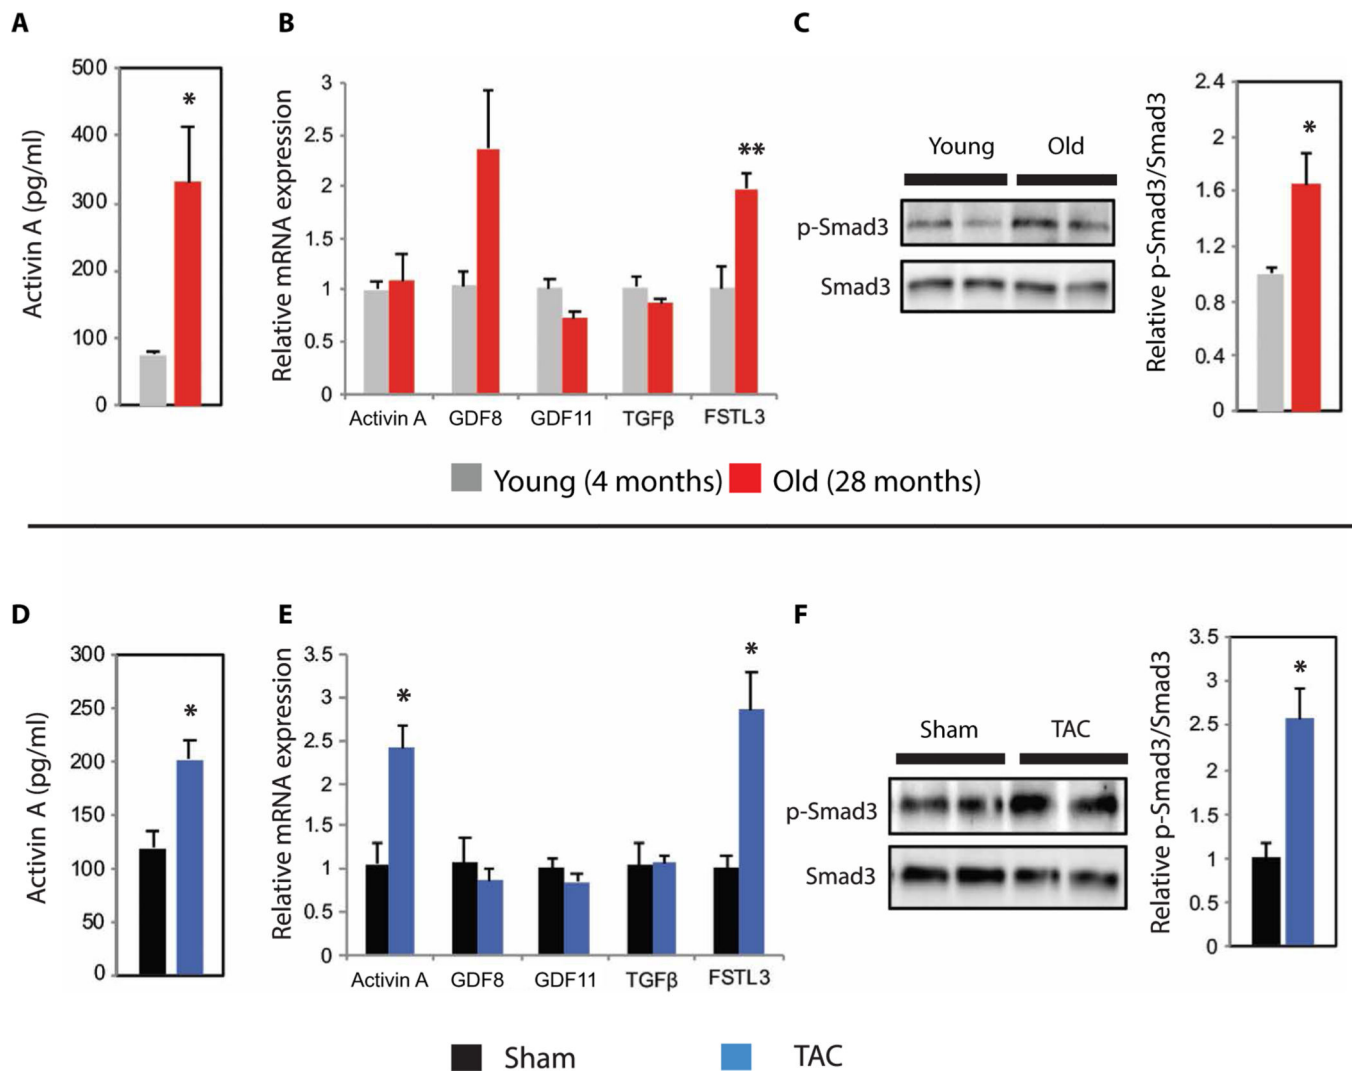 A
B
C
Activin A (pg/ml)
500
400
300
200
100
0
*
Relative mRNA expression
3
2.5
2
1.5
1
0.5
0
**
Activin A GDF8 GDF11 TGFβ FSTL3
Young Old
p-Smad3
Smad3
Relative p-Smad3/Smad3
2.4
2
1.6
1.2
0.8
0.4
0
*
Young (4 months) Old (28 months)
D
E
F
Activin A (pg/ml)
300
250
200
150
100
50
0
*
Relative mRNA expression
3.5
3
2.5
2
1.5
1
0.5
0
*
*
Activin A GDF8 GDF11 TGFβ FSTL3
Sham TAC
p-Smad3
Smad3
Relative p-Smad3/Smad3
3.5
3
2.5
2
1.5
1
0.5
0
*
Sham TAC